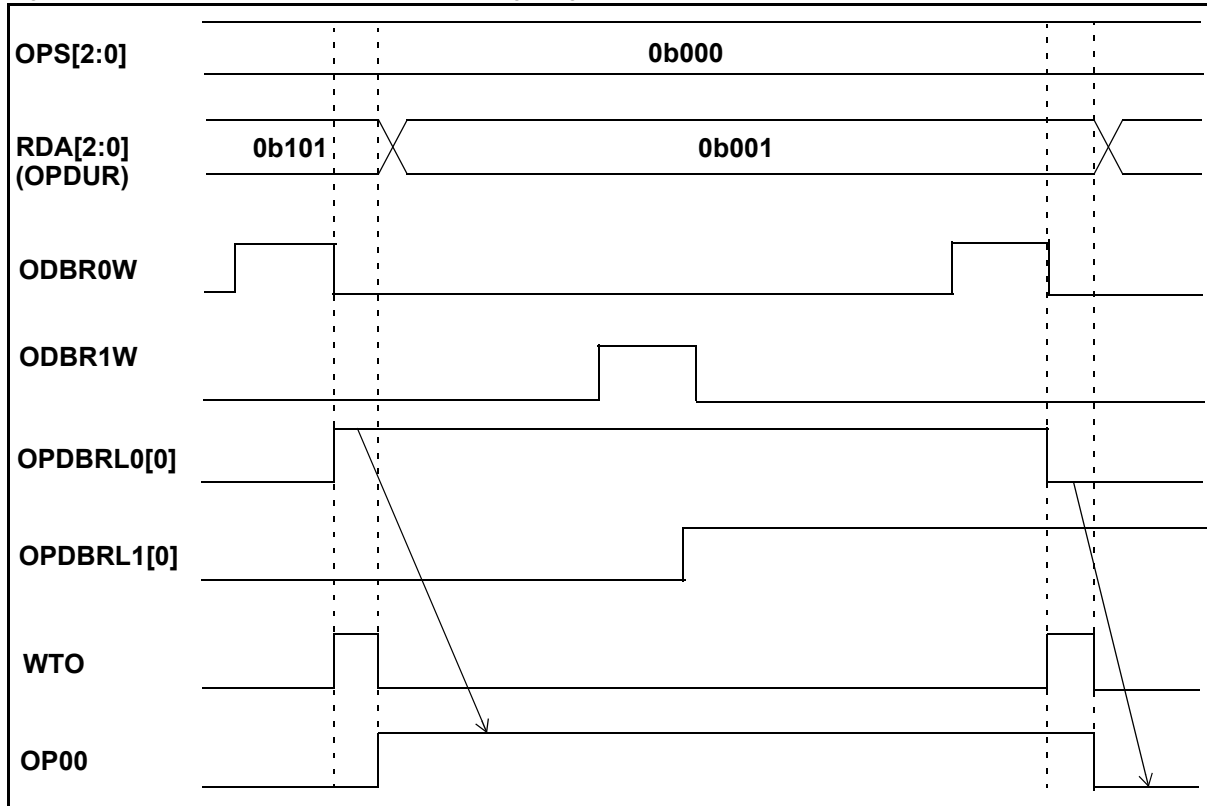 OPS[2:0] 0b000
RDA[2:0] 0b101 0b001
(OPDUR)
ODBR0W
ODBR1W
OPDBRL0[0]
OPDBRL1[0]
WTO
OP00